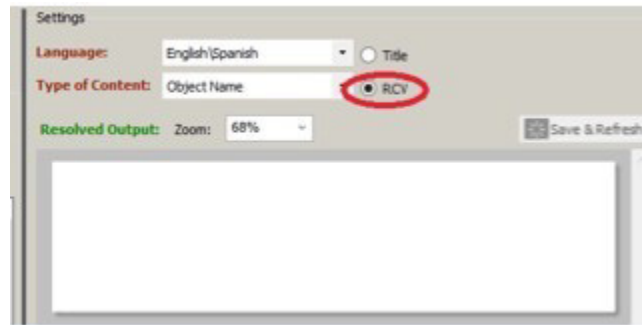 Settings
Language: English\Spanish Title
Type of Content: Object Name RCV
Resolved Output: Zoom: 68% Save & Refresh